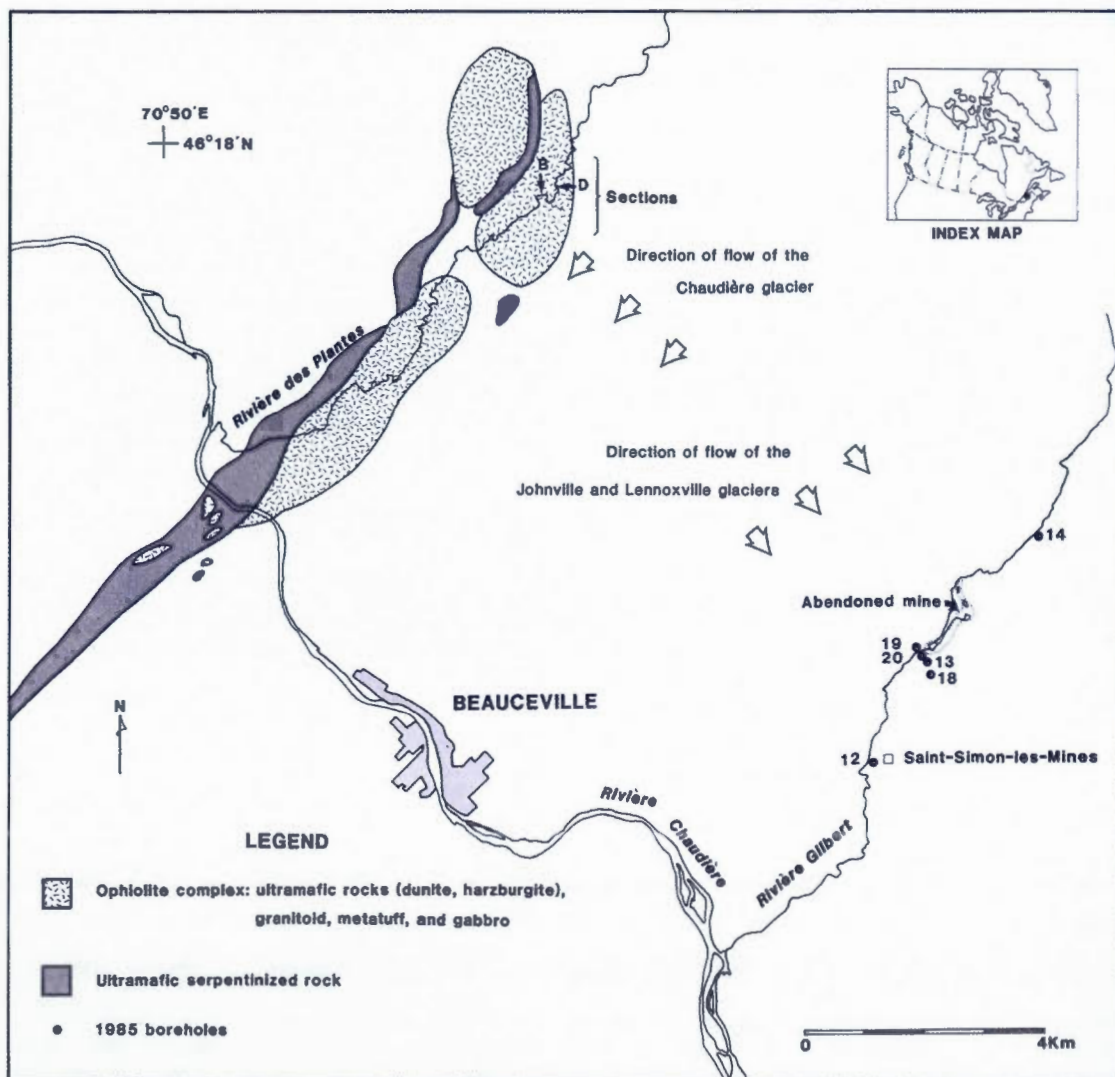 70°50'E
46°18'N
B
D
Sections
INDEX MAP
Direction of flow of the
Chaudière glacier
Rivière des Plantes
Direction of flow of the
Johnville and Lennoxville glaciers
14
Abendoned mine
19
20
13
18
N
BEAUCEVILLE
12
Saint-Simon-les-Mines
Rivière
Chaudière
Rivière Gilbert
LEGEND
Ophiolite complex: ultramafic rocks (dunite, harzburgite),
granitoid, metatuff, and gabbro
Ultramafic serpentinized rock
1985 boreholes
0
4Km